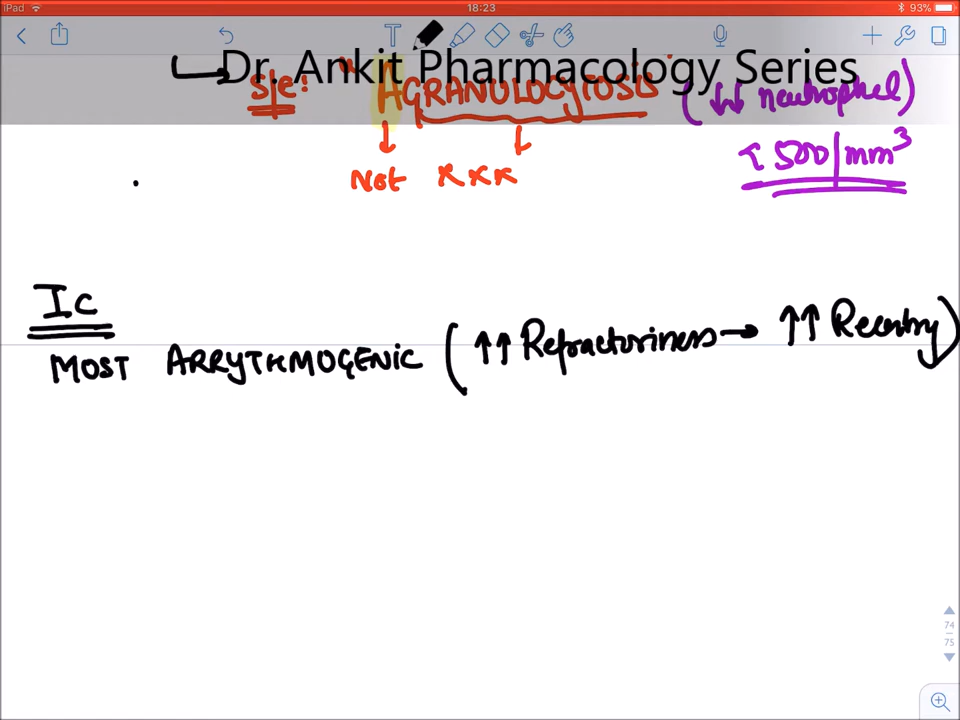 iPad 18:23 93%
T
Dr. Ankit Pharmacology Series
S/e: " AGRANULOCYTOSIS (↓↓ neutrophil)
< 500/mm³
Not xxx
Ic
MOST ARRYTHMOGENIC (↑↑ Refractoriness → ↑↑ Reentry)
74
75